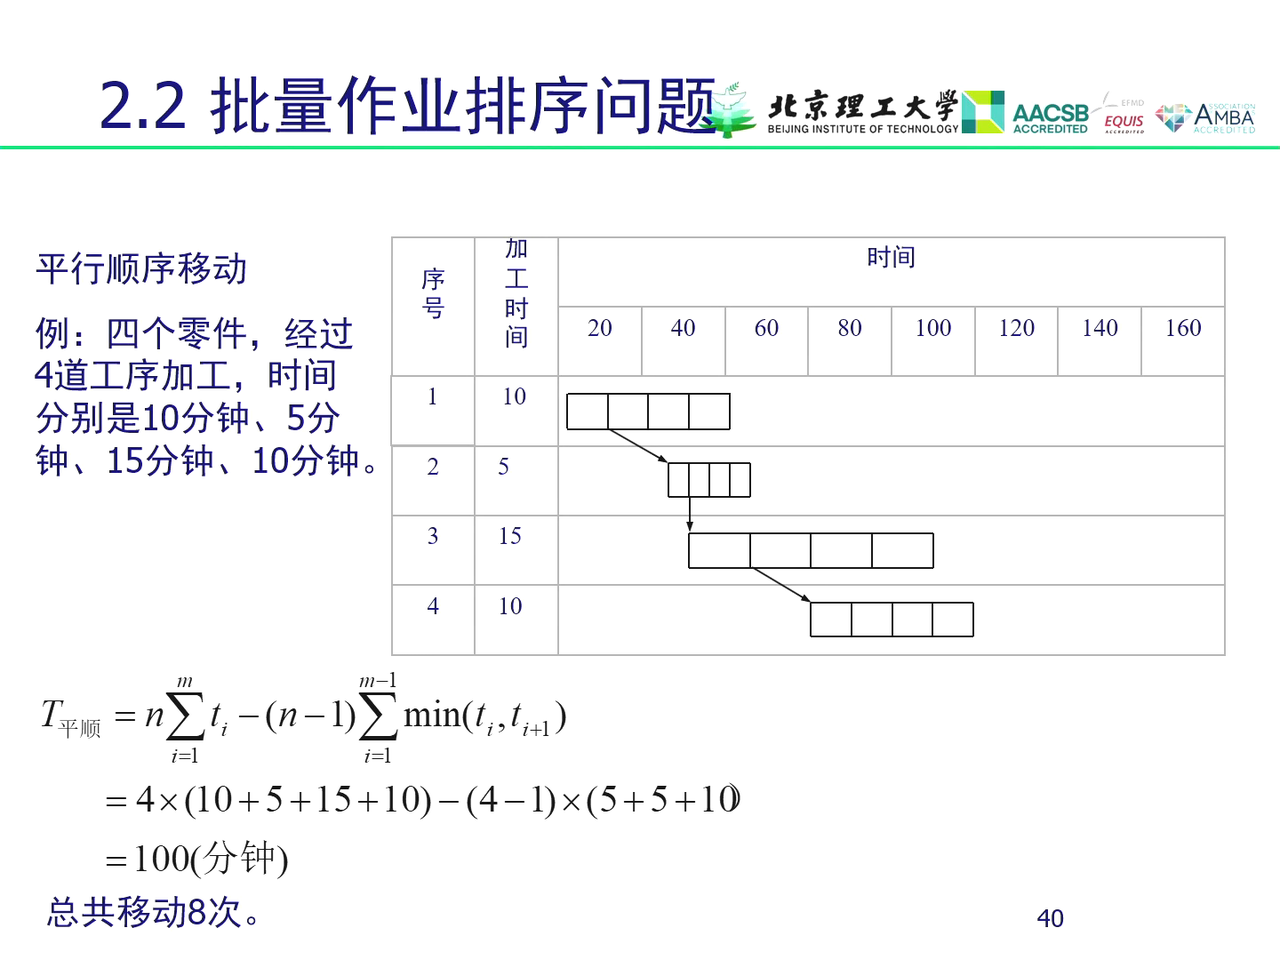 2.2 批量作业排序问题
北京理工大学
BEIJING INSTITUTE OF TECHNOLOGY
AACSB
ACCREDITED
EFMD
EQUIS
ACCREDITED
ASSOCIATION
AMBA
ACCREDITED
平行顺序移动
例：四个零件，经过
4道工序加工，时间
分别是10分钟、5分
钟、15分钟、10分钟。
序号 加工时间 时间
20 40 60 80 100 120 140 160
1 10
2 5
3 15
4 10
T平顺 = n∑_{i=1}^{m} t_i − (n−1)∑_{i=1}^{m−1} min(t_i, t_{i+1})
= 4×(10+5+15+10)−(4−1)×(5+5+10)
=100(分钟)
总共移动8次。
40